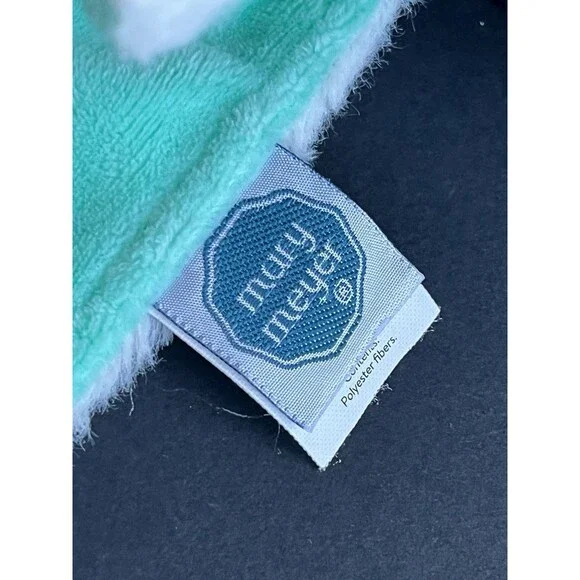 mary
meyer®
Contents:
Polyester fibers.